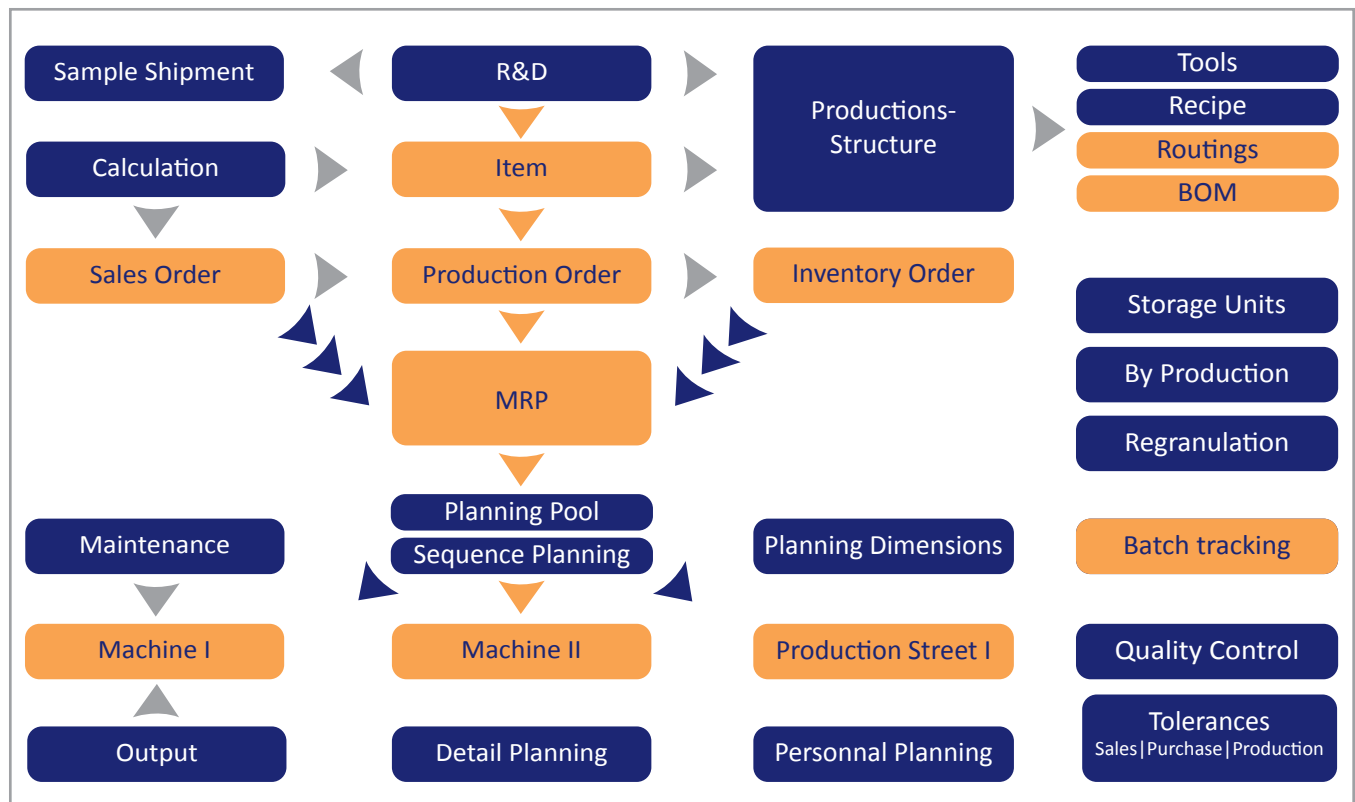 Sample Shipment
R&D
Productions-
Structure
Tools
Recipe
Routings
BOM
Calculation
Item
Sales Order
Production Order
Inventory Order
Storage Units
By Production
Regranulation
MRP
Planning Pool
Sequence Planning
Maintenance
Planning Dimensions
Batch tracking
Machine I
Machine II
Production Street I
Quality Control
Output
Detail Planning
Personnal Planning
Tolerances
Sales|Purchase|Production